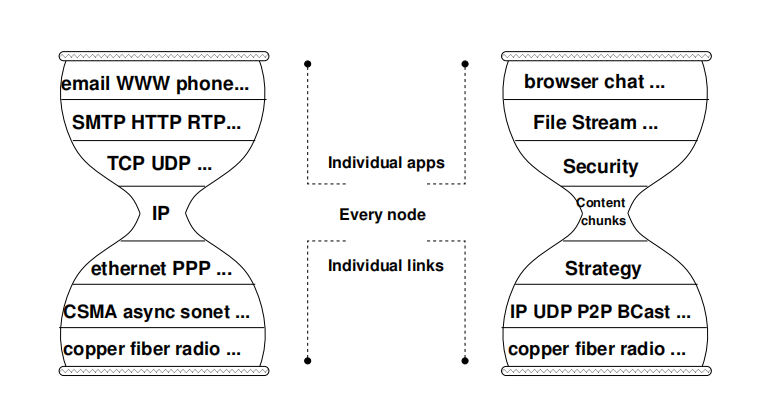 email WWW phone...
SMTP HTTP RTP...
TCP UDP ...
IP
ethernet PPP ...
CSMA async sonet ...
copper fiber radio ...
Individual apps
Every node
Individual links
browser chat ...
File Stream ...
Security
Content
chunks
Strategy
IP UDP P2P BCast ...
copper fiber radio ...